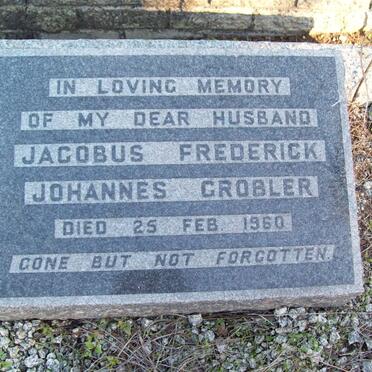 IN LOVING MEMORY
OF MY DEAR HUSBAND
JACOBUS FREDERICK
JOHANNES GROBLER
DIED 25 FEB. 1960
GONE BUT NOT FORGOTTEN.